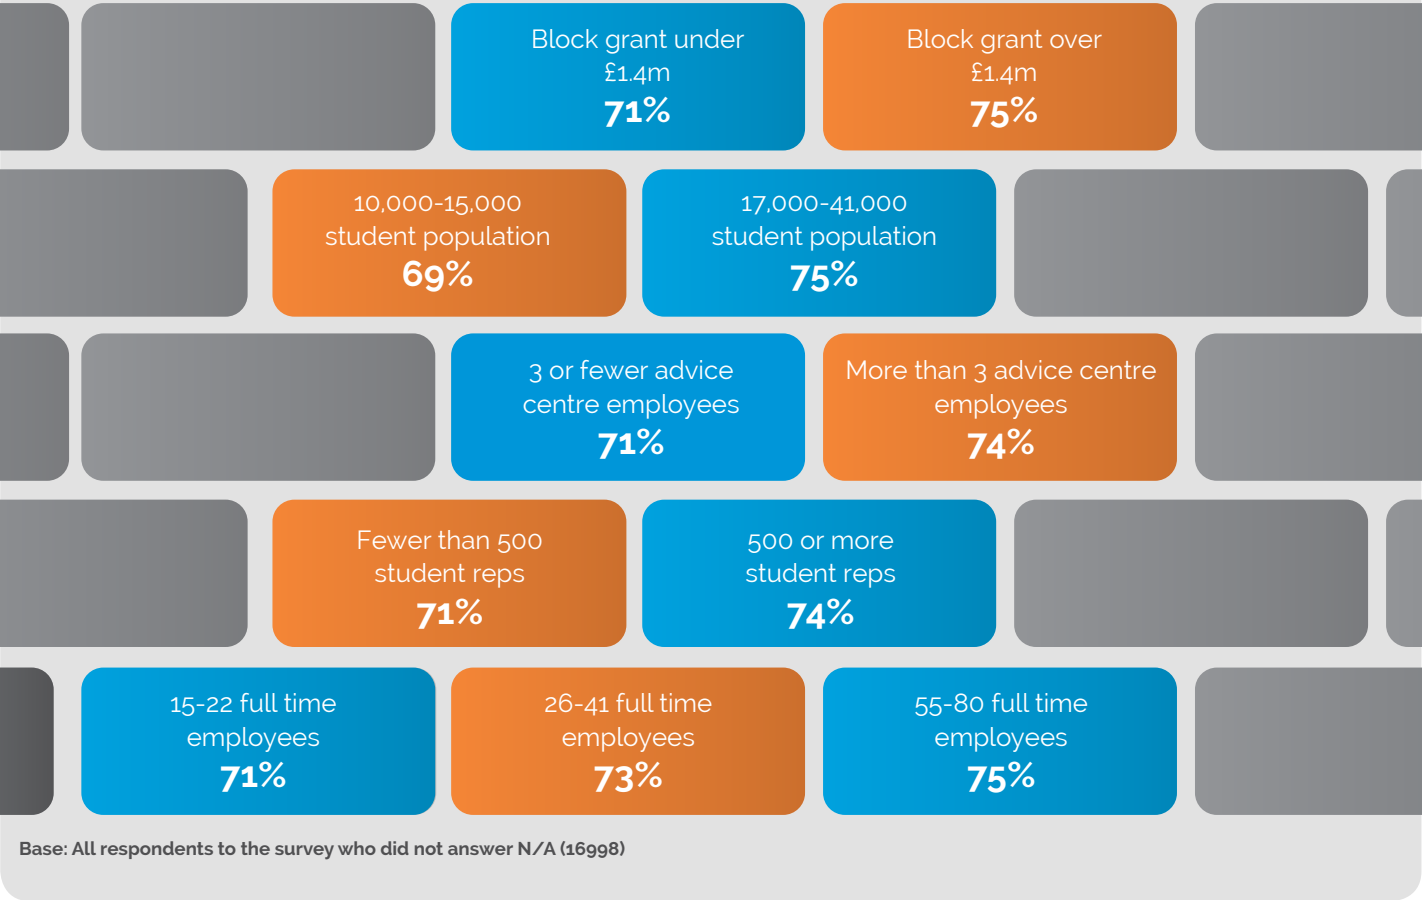 Block grant under
£1.4m
71%
Block grant over
£1.4m
75%
10,000-15,000
student population
69%
17,000-41,000
student population
75%
3 or fewer advice
centre employees
71%
More than 3 advice centre
employees
74%
Fewer than 500
student reps
71%
500 or more
student reps
74%
15-22 full time
employees
71%
26-41 full time
employees
73%
55-80 full time
employees
75%
Base: All respondents to the survey who did not answer N/A (16998)